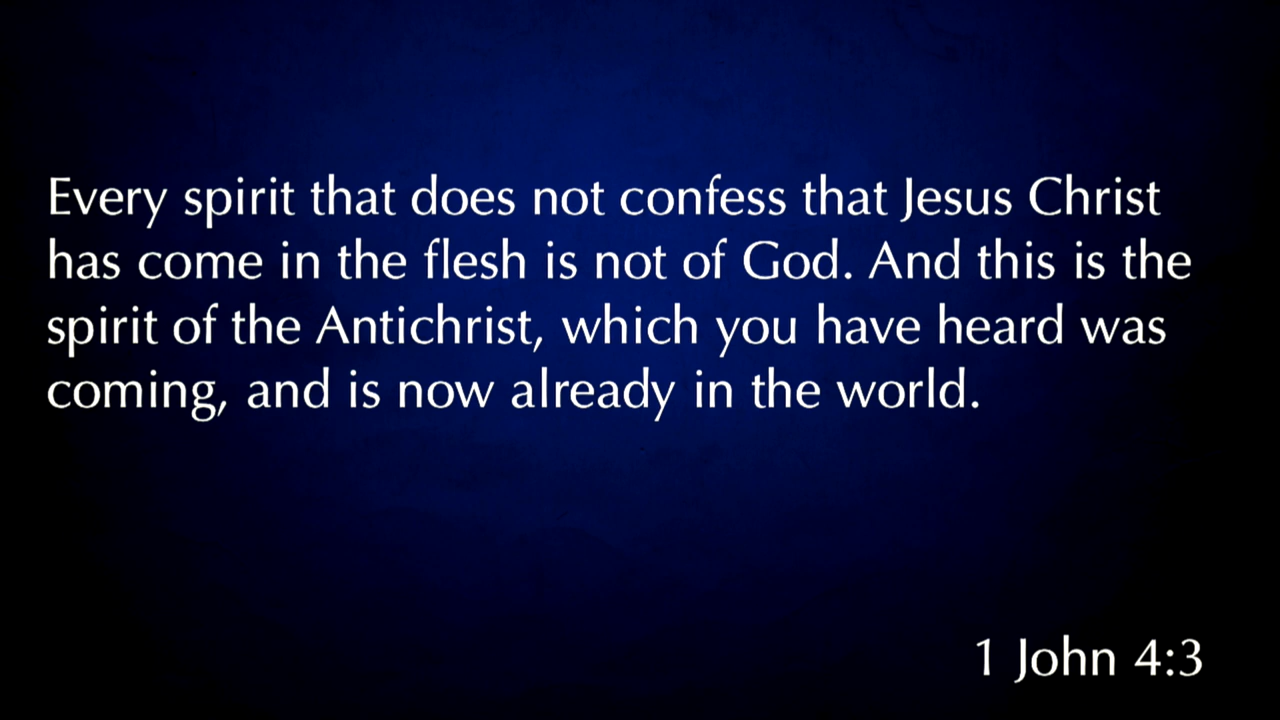 Every spirit that does not confess that Jesus Christ
has come in the flesh is not of God. And this is the
spirit of the Antichrist, which you have heard was
coming, and is now already in the world.
1 John 4:3